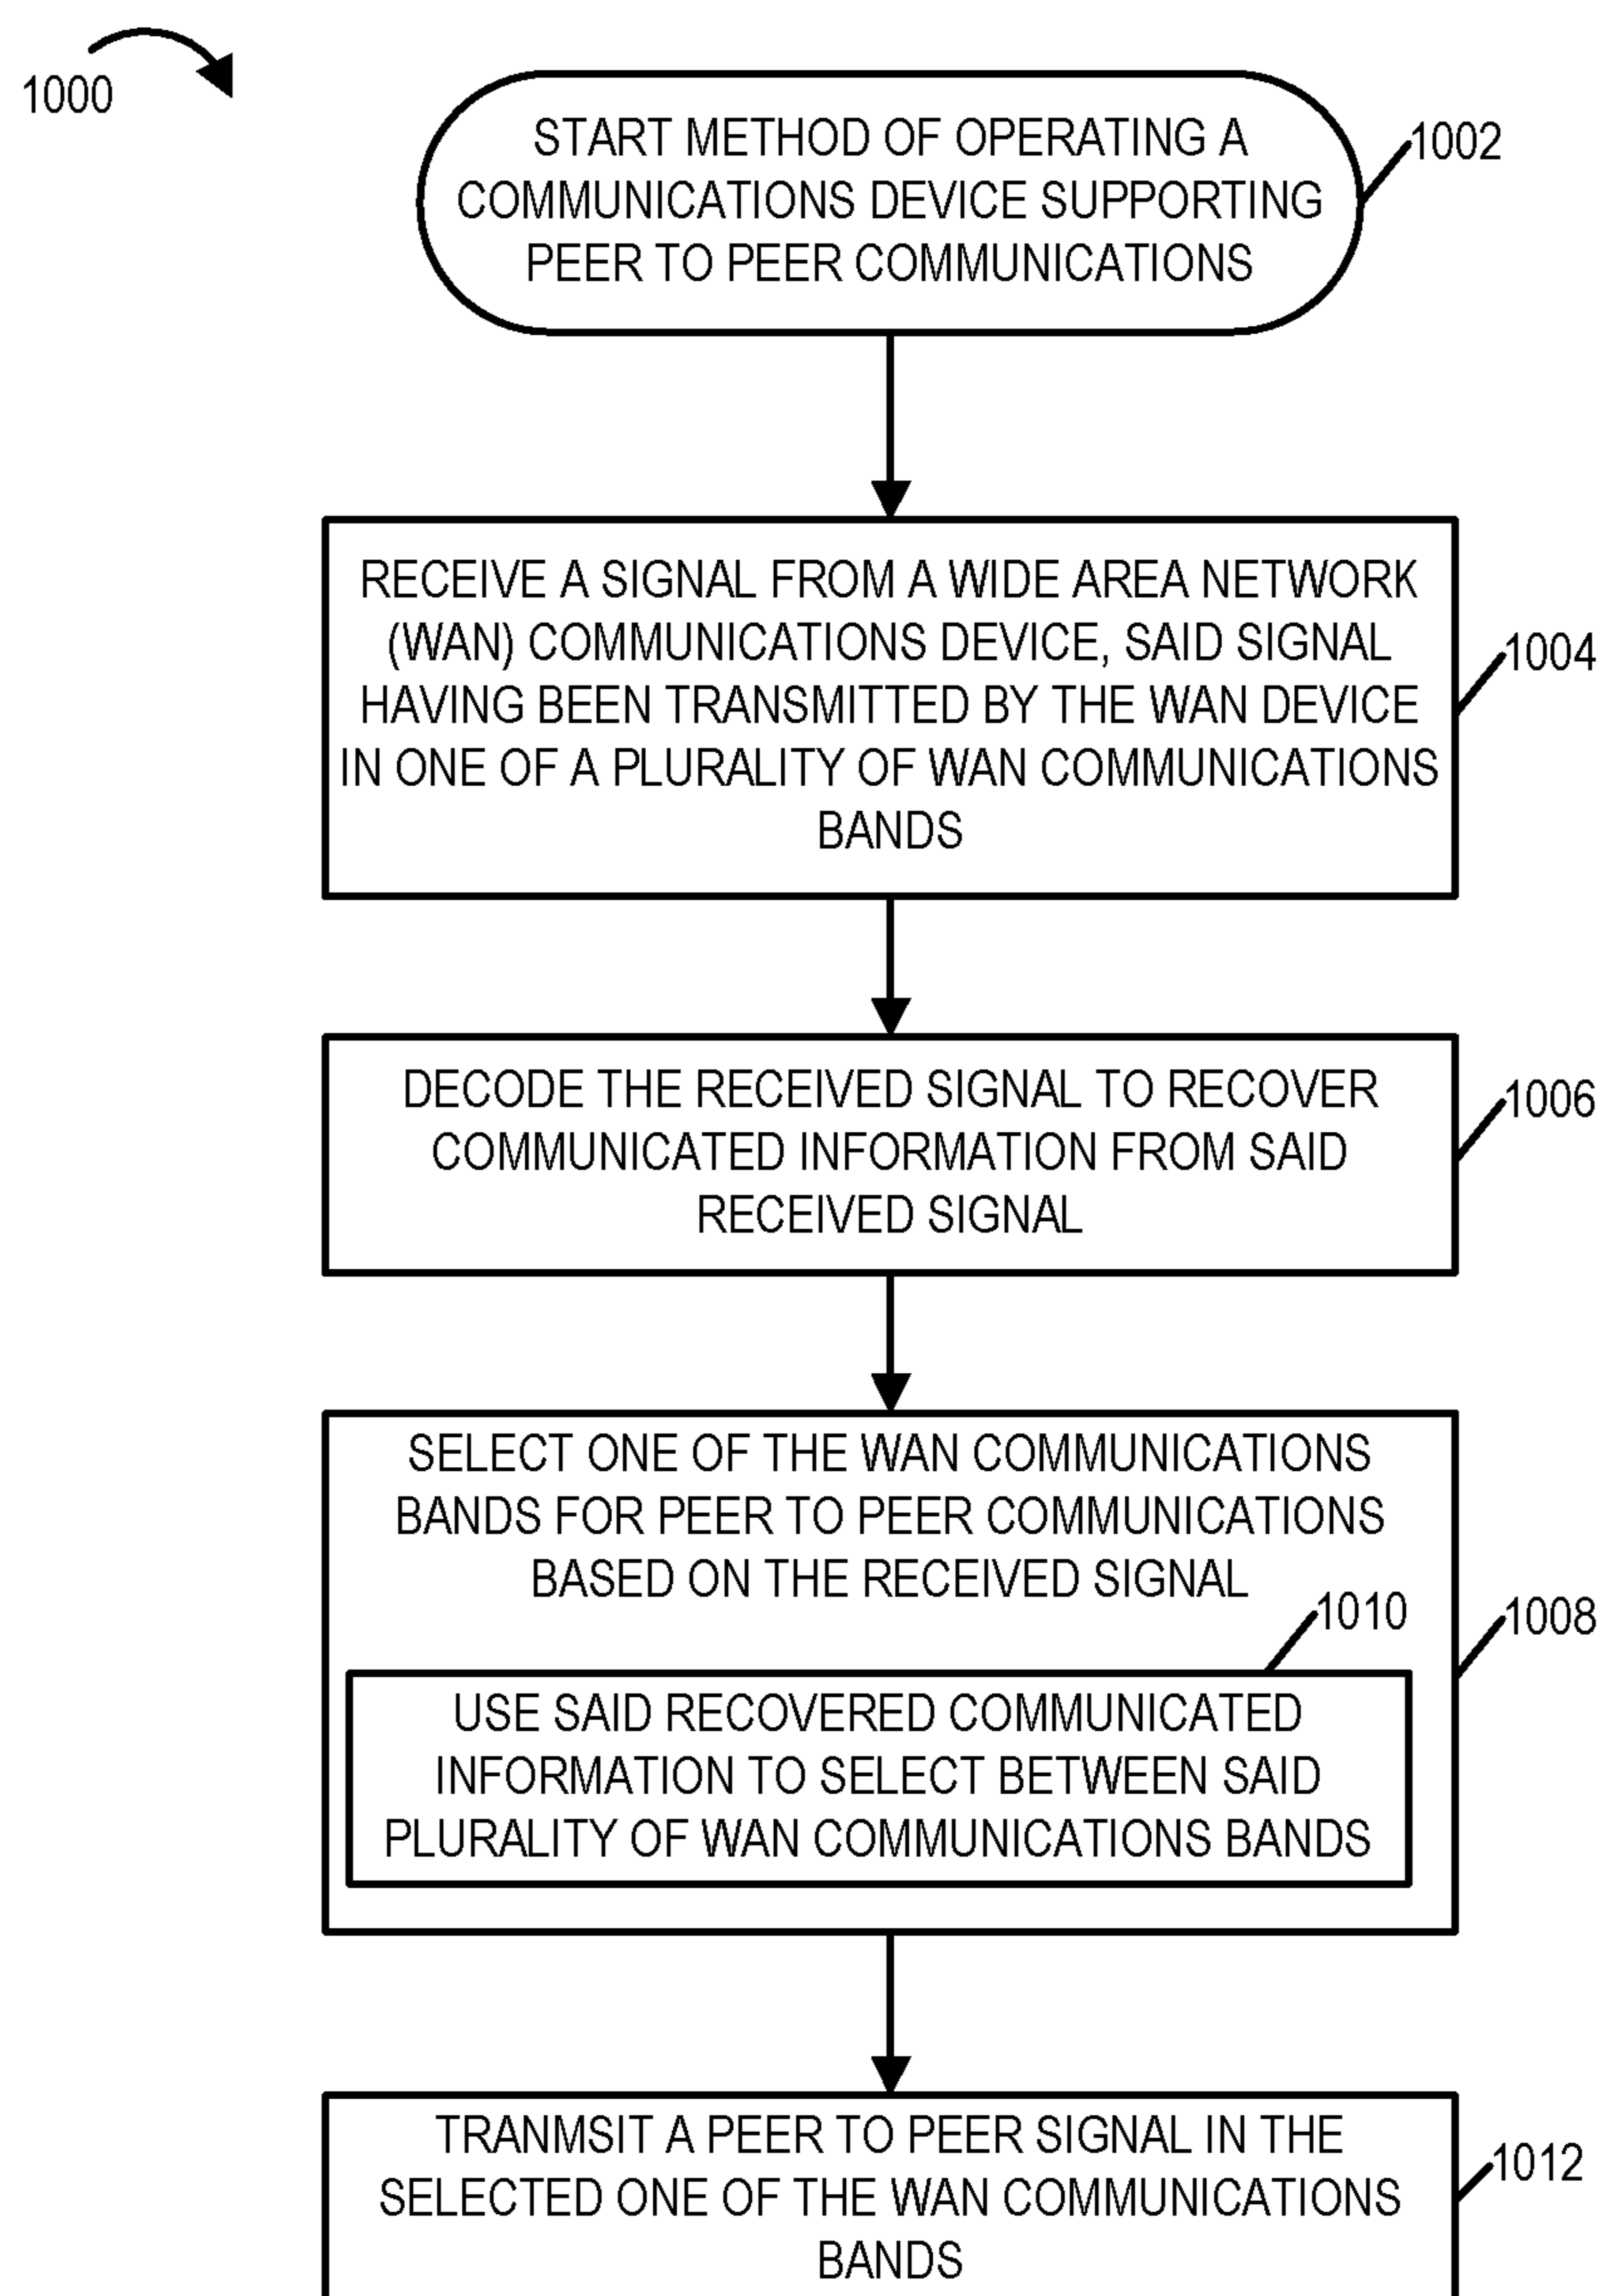 1000
START METHOD OF OPERATING A
COMMUNICATIONS DEVICE SUPPORTING
PEER TO PEER COMMUNICATIONS
1002
RECEIVE A SIGNAL FROM A WIDE AREA NETWORK
(WAN) COMMUNICATIONS DEVICE, SAID SIGNAL
HAVING BEEN TRANSMITTED BY THE WAN DEVICE
IN ONE OF A PLURALITY OF WAN COMMUNICATIONS
BANDS
1004
DECODE THE RECEIVED SIGNAL TO RECOVER
COMMUNICATED INFORMATION FROM SAID
RECEIVED SIGNAL
1006
SELECT ONE OF THE WAN COMMUNICATIONS
BANDS FOR PEER TO PEER COMMUNICATIONS
BASED ON THE RECEIVED SIGNAL
1008
1010
USE SAID RECOVERED COMMUNICATED
INFORMATION TO SELECT BETWEEN SAID
PLURALITY OF WAN COMMUNICATIONS BANDS
TRANMSIT A PEER TO PEER SIGNAL IN THE
SELECTED ONE OF THE WAN COMMUNICATIONS
BANDS
1012